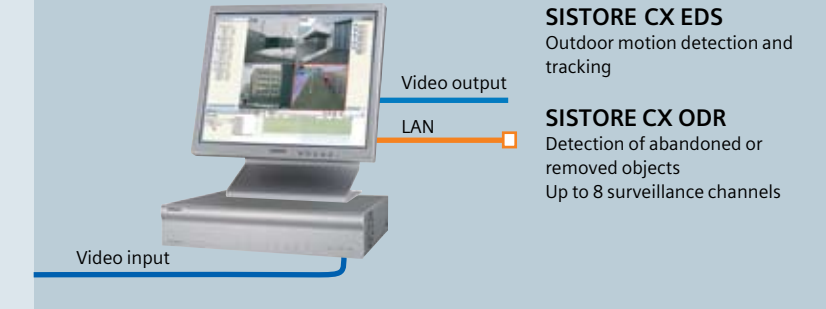 SISTORE CX EDS
Outdoor motion detection and
tracking
Video output
LAN
SISTORE CX ODR
Detection of abandoned or
removed objects
Up to 8 surveillance channels
Video input